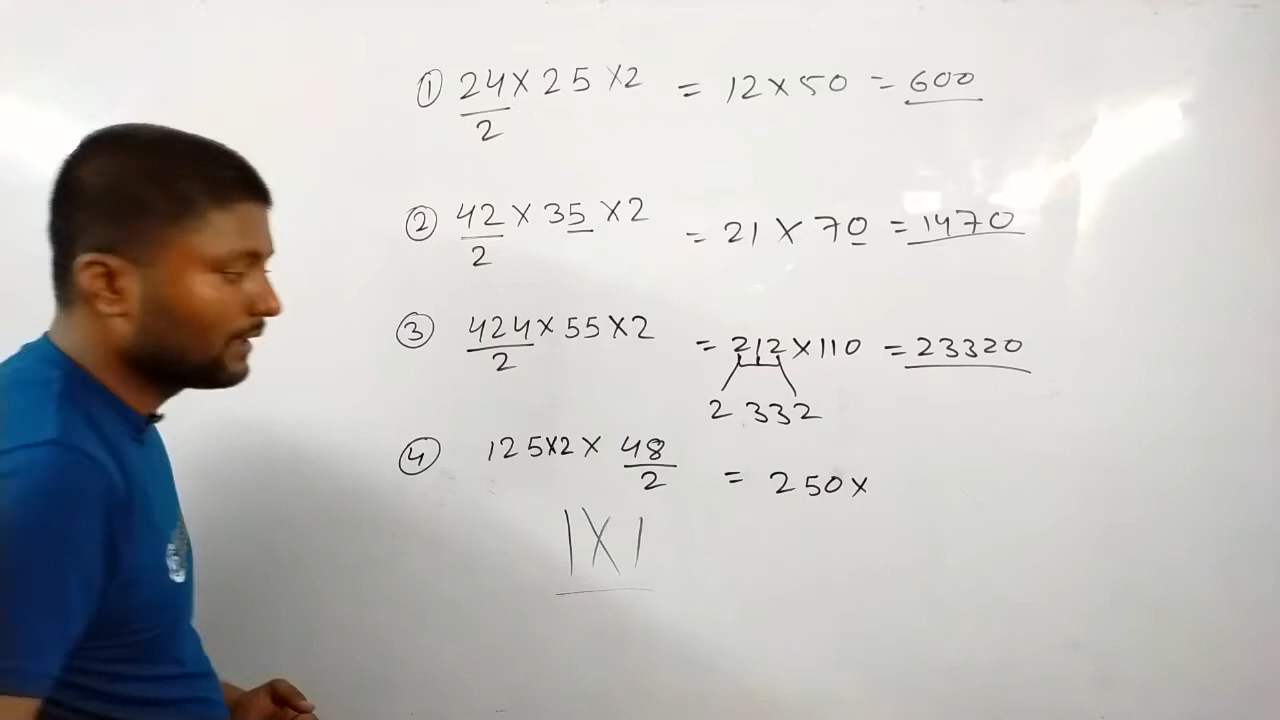 ① 24/2 × 25 × 2 = 12 × 50 = 600
② 42/2 × 35 × 2 = 21 × 70 = 1470
③ 424/2 × 55 × 2 = 212 × 110 = 23320
2 332
④ 125×2 × 48/2 = 250×
1×1